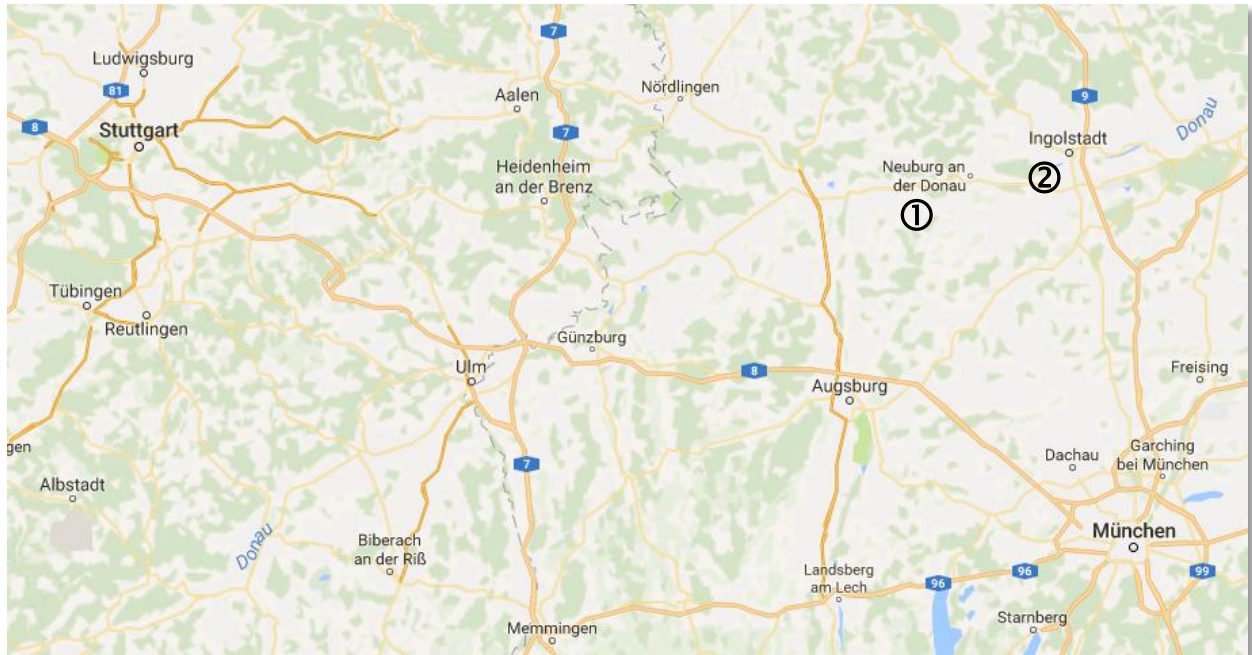 7
Ludwigsburg
81
Aalen
Nördlingen
9
8
Stuttgart
7
Donau
Ingolstadt
Heidenheim
an der Brenz
Neuburg an
der Donau
②
①
Tübingen
Reutlingen
Günzburg
Ulm
8
Augsburg
Freising
gen
7
Dachau
Garching
bei München
Albstadt
Donau
Biberach
an der Riß
München
Landsberg
am Lech
96
96
99
Starnberg
Memmingen